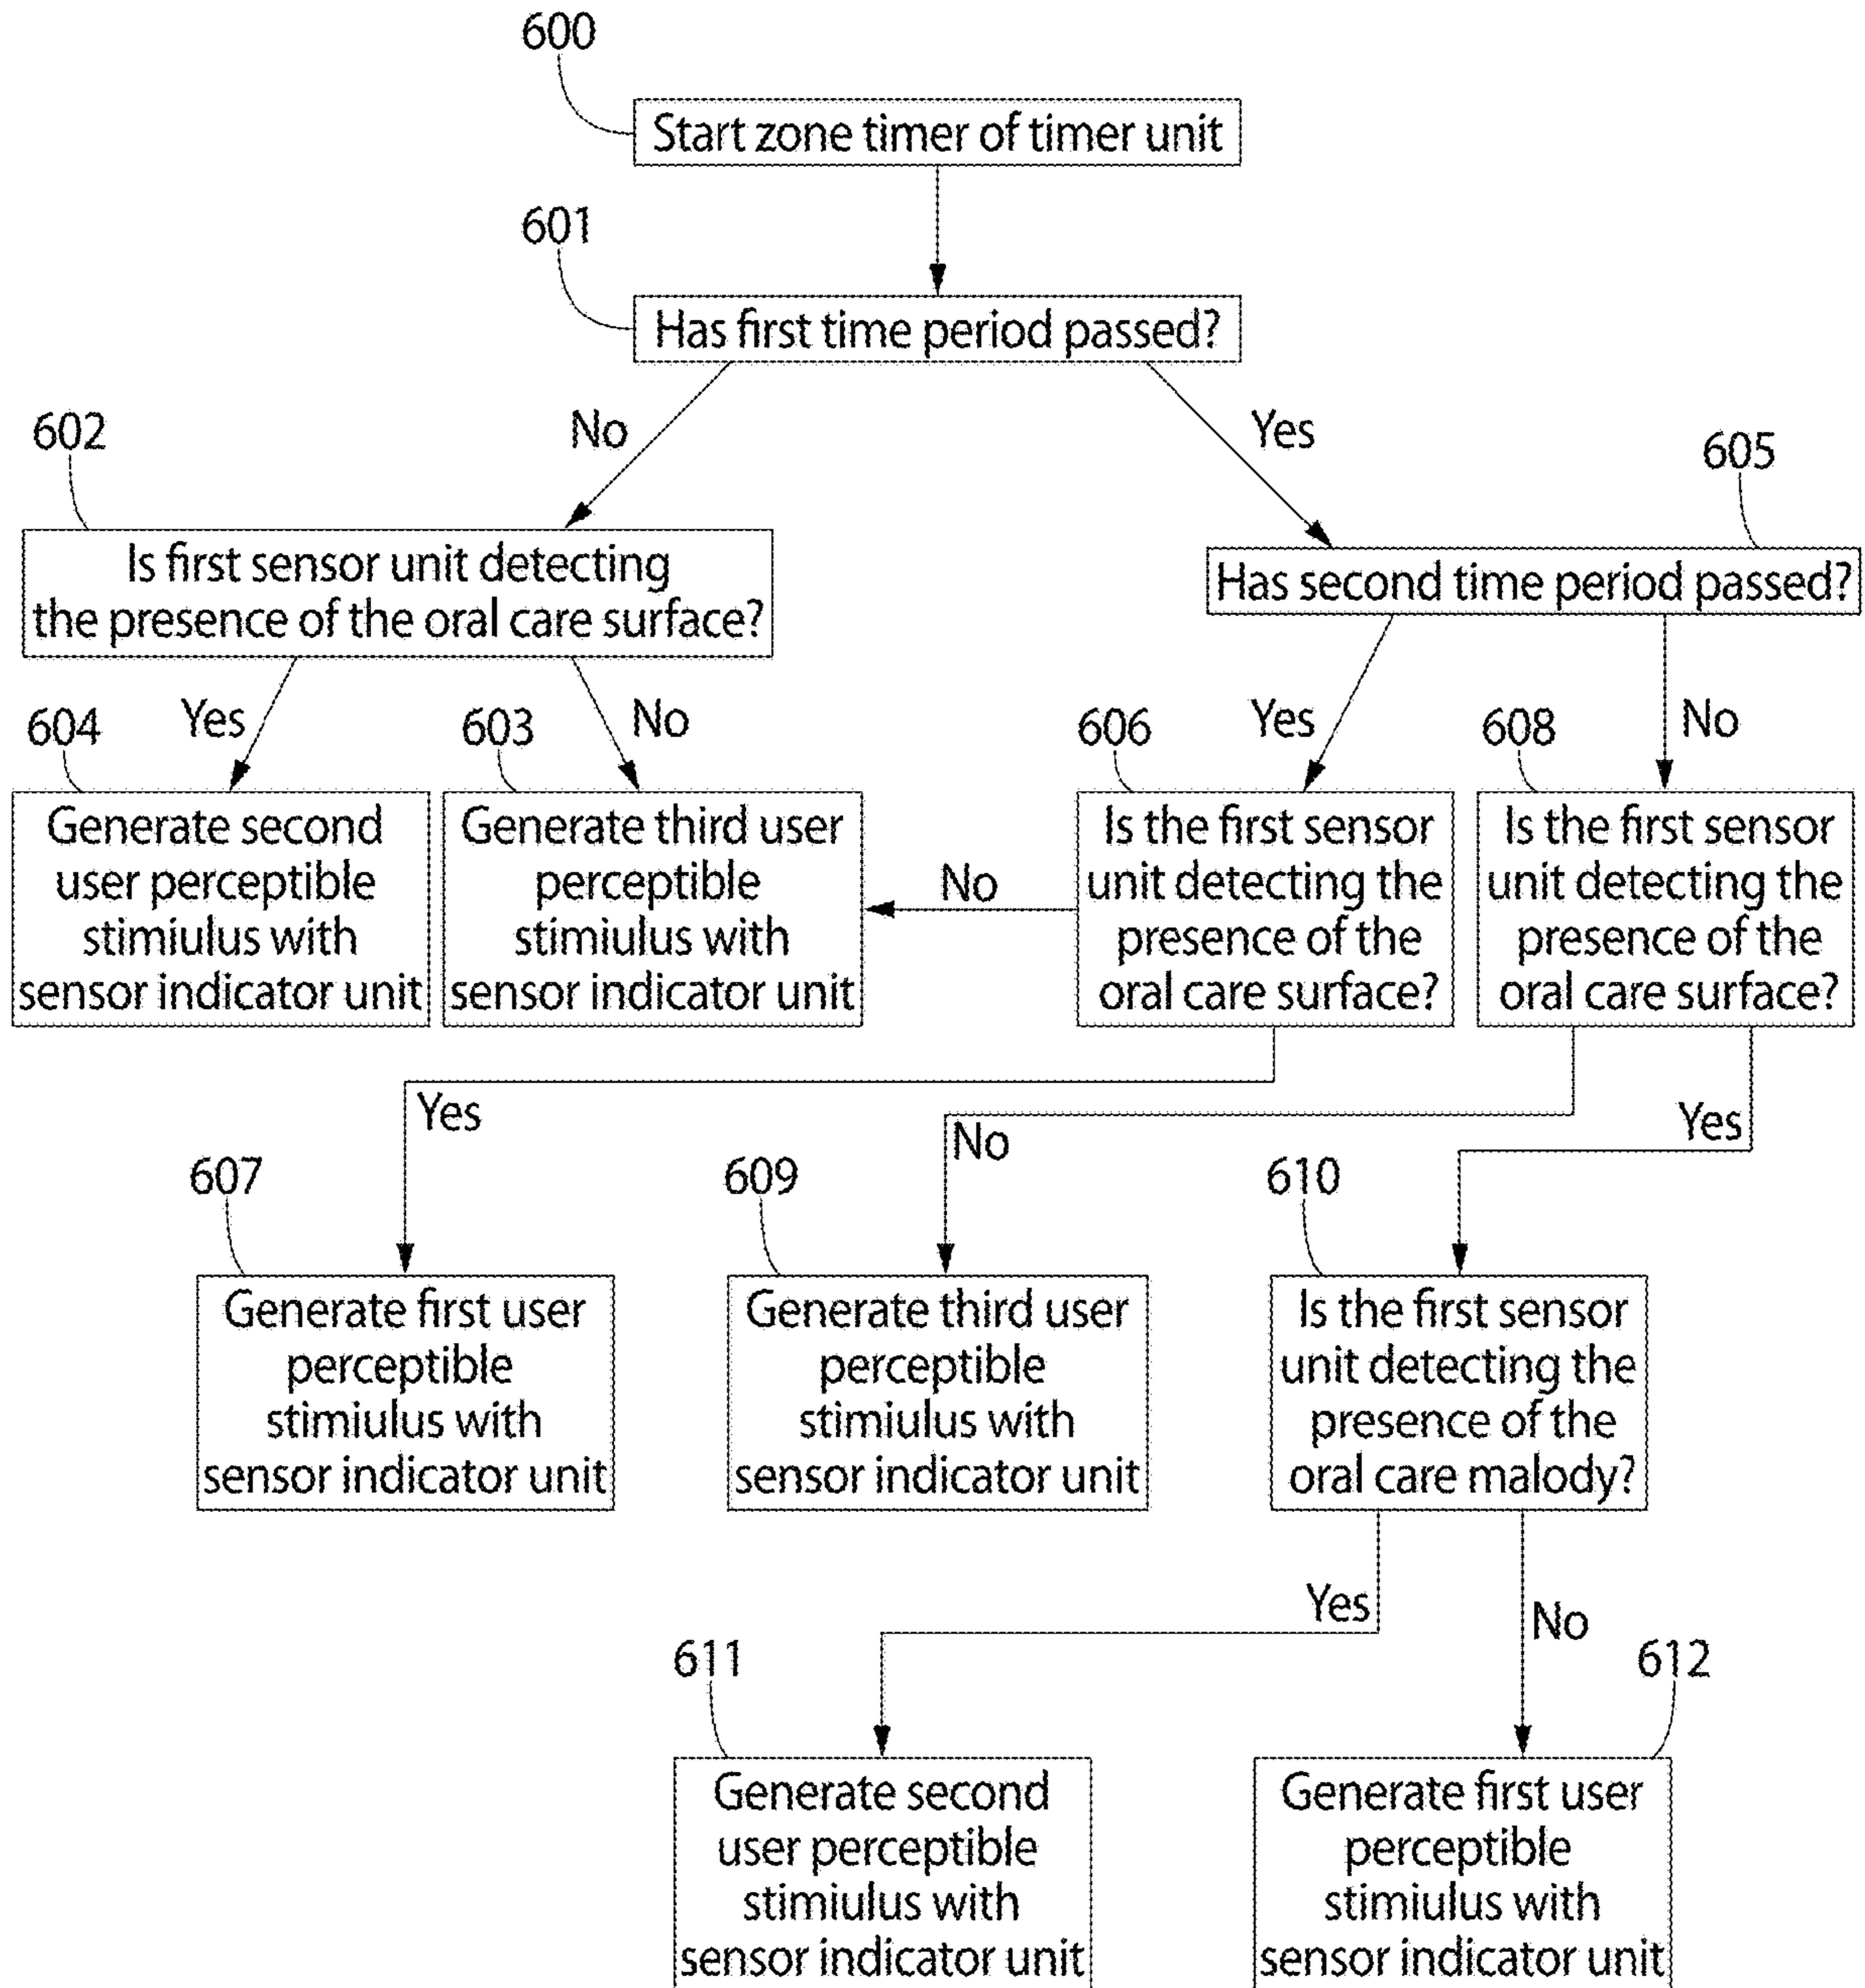 600
Start zone timer of timer unit
601
Has first time period passed?
No
Yes
602
605
Is first sensor unit detecting
the presence of the oral care surface?
Has second time period passed?
Yes
No
Yes
No
604
603
606
608
Generate second
user perceptible
stimiulus with
sensor indicator unit
Generate third user
perceptible
stimiulus with
sensor indicator unit
No
Is the first sensor
unit detecting the
presence of the
oral care surface?
Is the first sensor
unit detecting the
presence of the
oral care surface?
Yes
No
Yes
607
609
610
Generate first user
perceptible
stimiulus with
sensor indicator unit
Generate third user
perceptible
stimiulus with
sensor indicator unit
Is the first sensor
unit detecting the
presence of the
oral care malody?
Yes
No
611
612
Generate second
user perceptible
stimiulus with
sensor indicator unit
Generate first user
perceptible
stimiulus with
sensor indicator unit